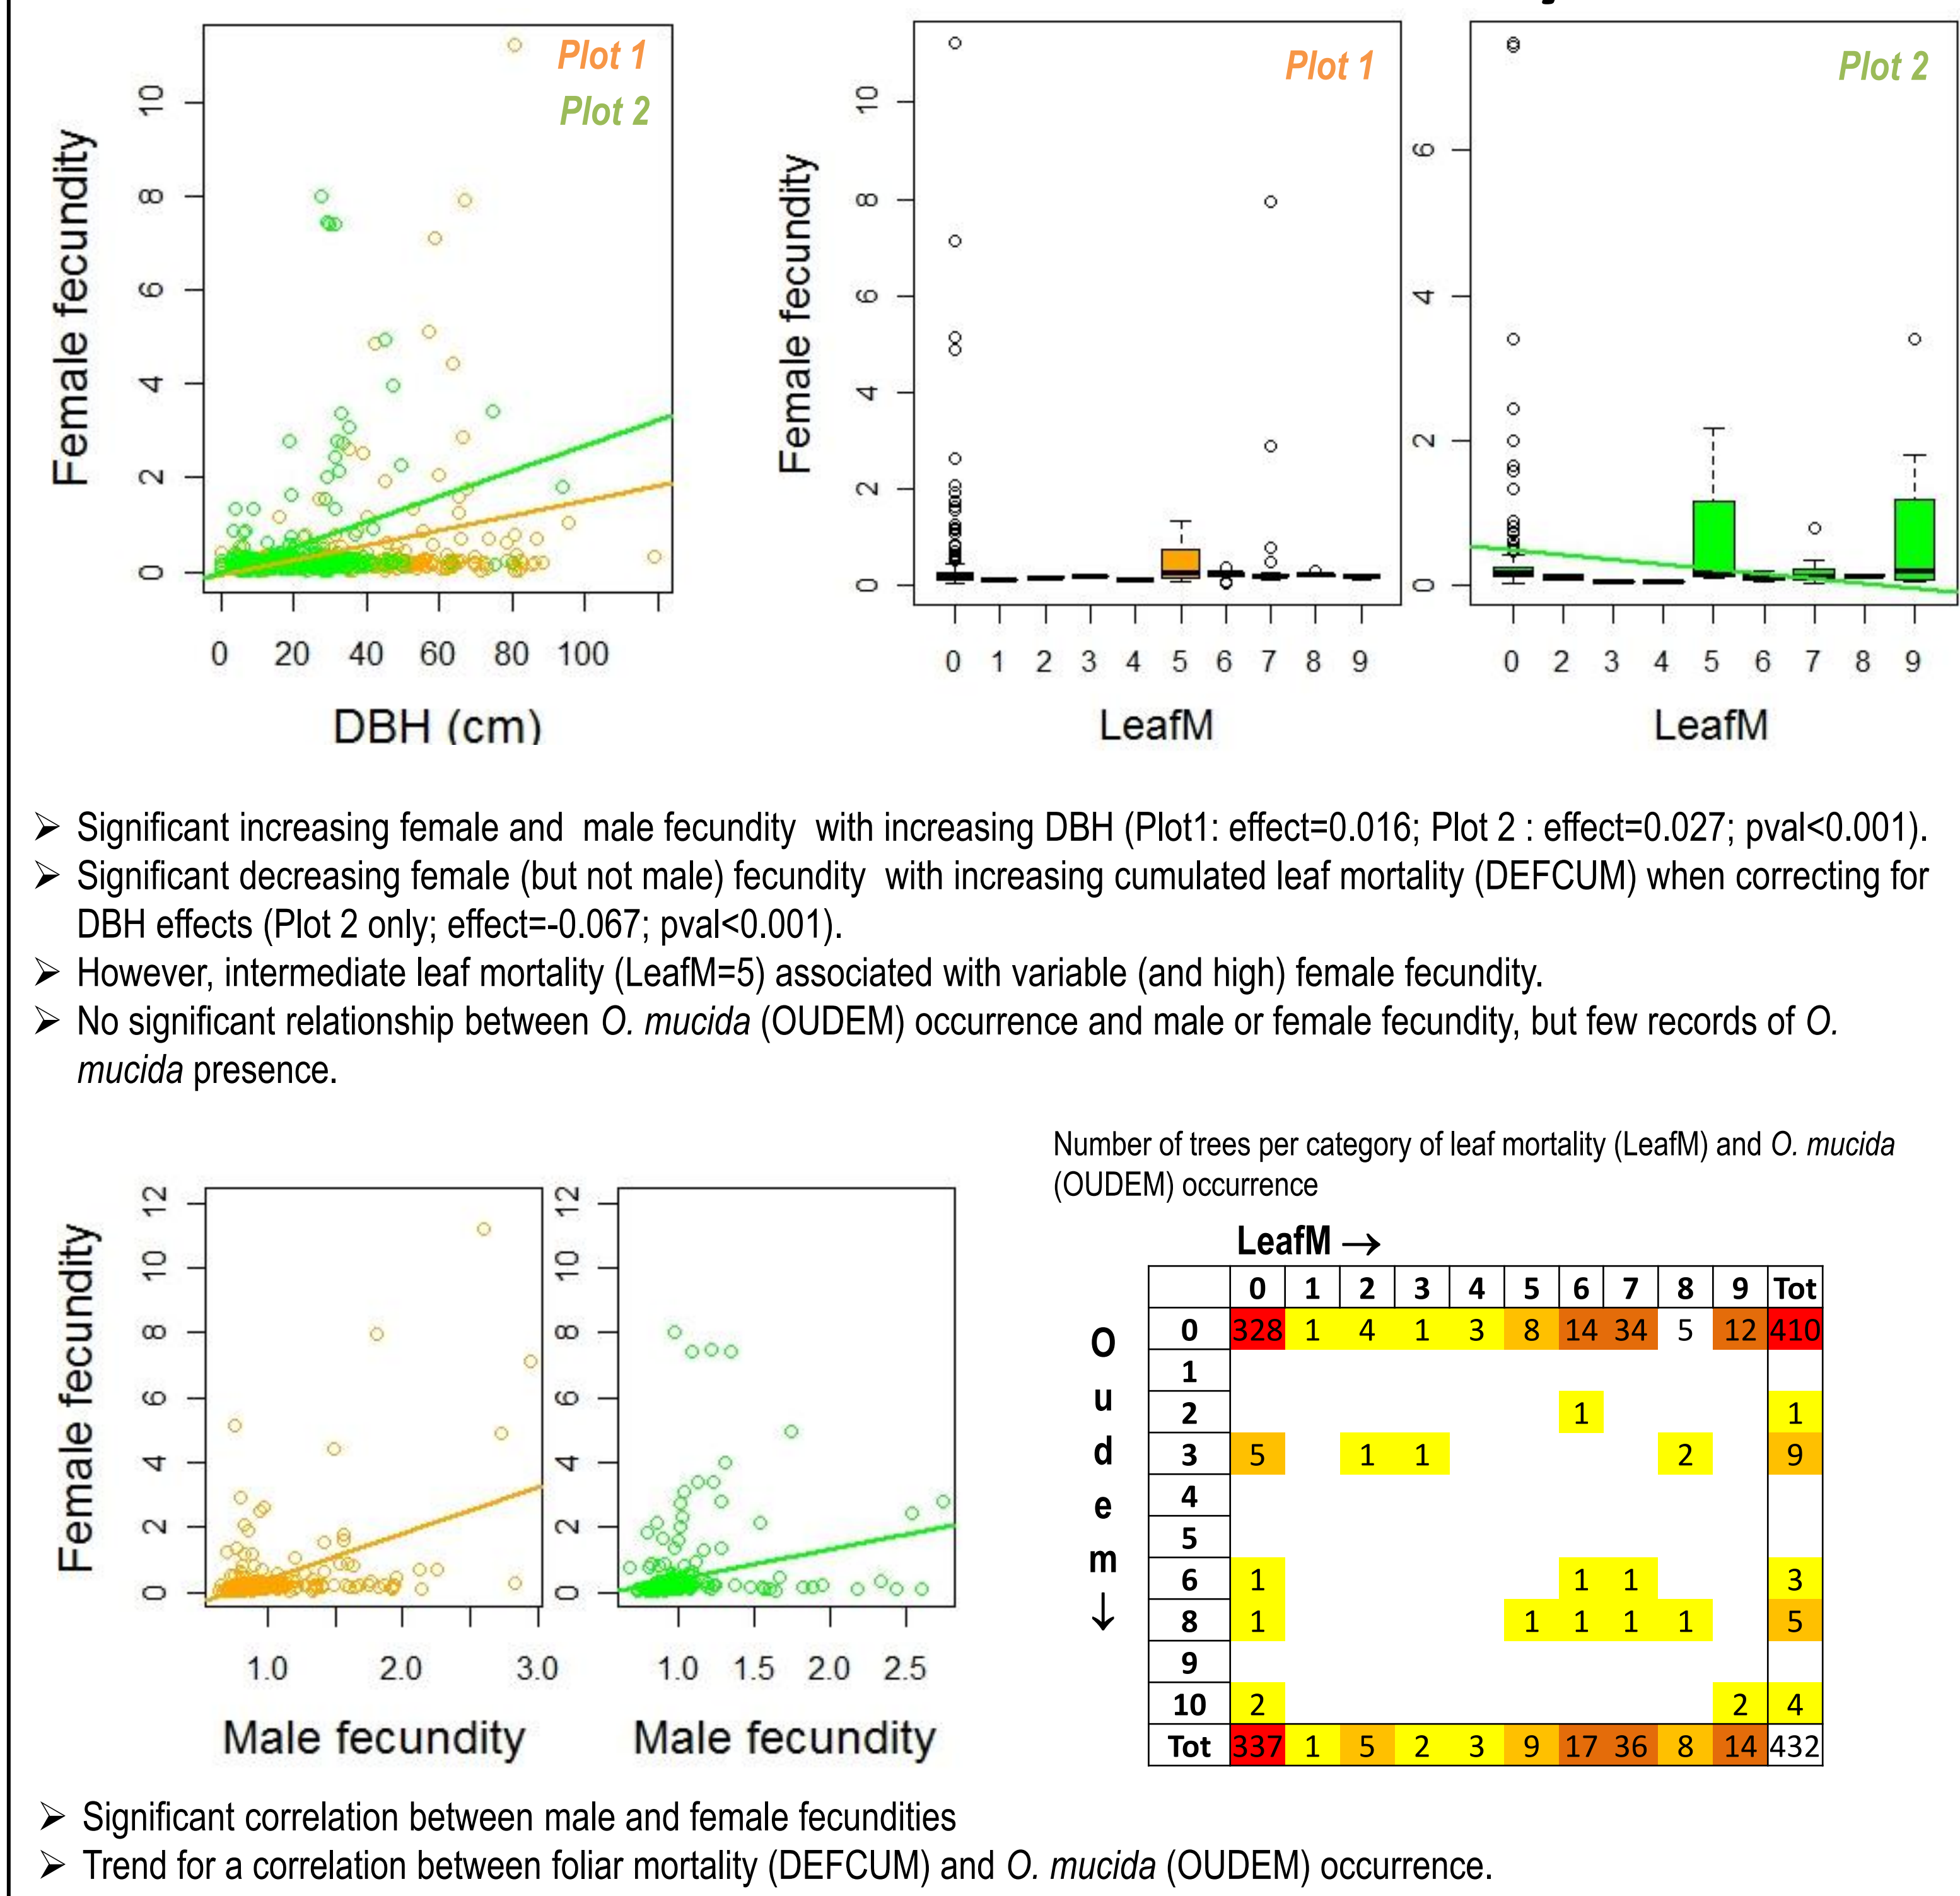 Plot 1
Plot 2
Female fecundity
0 2 4 6 8 10
0 20 40 60 80 100
DBH (cm)
Plot 1
Female fecundity
0 2 4 6 8 10
0 1 2 3 4 5 6 7 8 9
LeafM
Plot 2
0 2 4 6
0 2 3 4 5 6 7 8 9
LeafM
➢ Significant increasing female and male fecundity with increasing DBH (Plot1: effect=0.016; Plot 2 : effect=0.027; pval<0.001).
➢ Significant decreasing female (but not male) fecundity with increasing cumulated leaf mortality (DEFCUM) when correcting for
DBH effects (Plot 2 only; effect=-0.067; pval<0.001).
➢ However, intermediate leaf mortality (LeafM=5) associated with variable (and high) female fecundity.
➢ No significant relationship between O. mucida (OUDEM) occurrence and male or female fecundity, but few records of O.
mucida presence.
Female fecundity
0 2 4 6 8 10 12
1.0 2.0 3.0
Male fecundity
0 2 4 6 8 10 12
1.0 1.5 2.0 2.5
Male fecundity
Number of trees per category of leaf mortality (LeafM) and O. mucida
(OUDEM) occurrence
LeafM →
Oudem ↓
0 1 2 3 4 5 6 7 8 9 Tot
0 328 1 4 1 3 8 14 34 5 12 410
1
2 1 1
3 5 1 1 2 9
4
5
6 1 1 1 3
8 1 1 1 1 1 5
9
10 2 2 4
Tot 337 1 5 2 3 9 17 36 8 14 432
➢ Significant correlation between male and female fecundities
➢ Trend for a correlation between foliar mortality (DEFCUM) and O. mucida (OUDEM) occurrence.